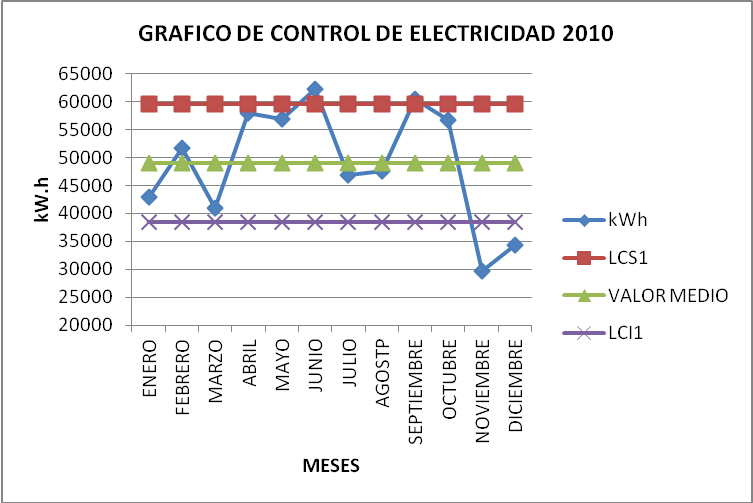 GRAFICO DE CONTROL DE ELECTRICIDAD 2010
65000
60000
55000
50000
45000
40000
35000
30000
25000
20000
kW.h
ENERO
FEBRERO
MARZO
ABRIL
MAYO
JUNIO
JULIO
AGOSTP
SEPTIEMBRE
OCTUBRE
NOVIEMBRE
DICIEMBRE
MESES
kWh
LCS1
VALOR MEDIO
LCI1